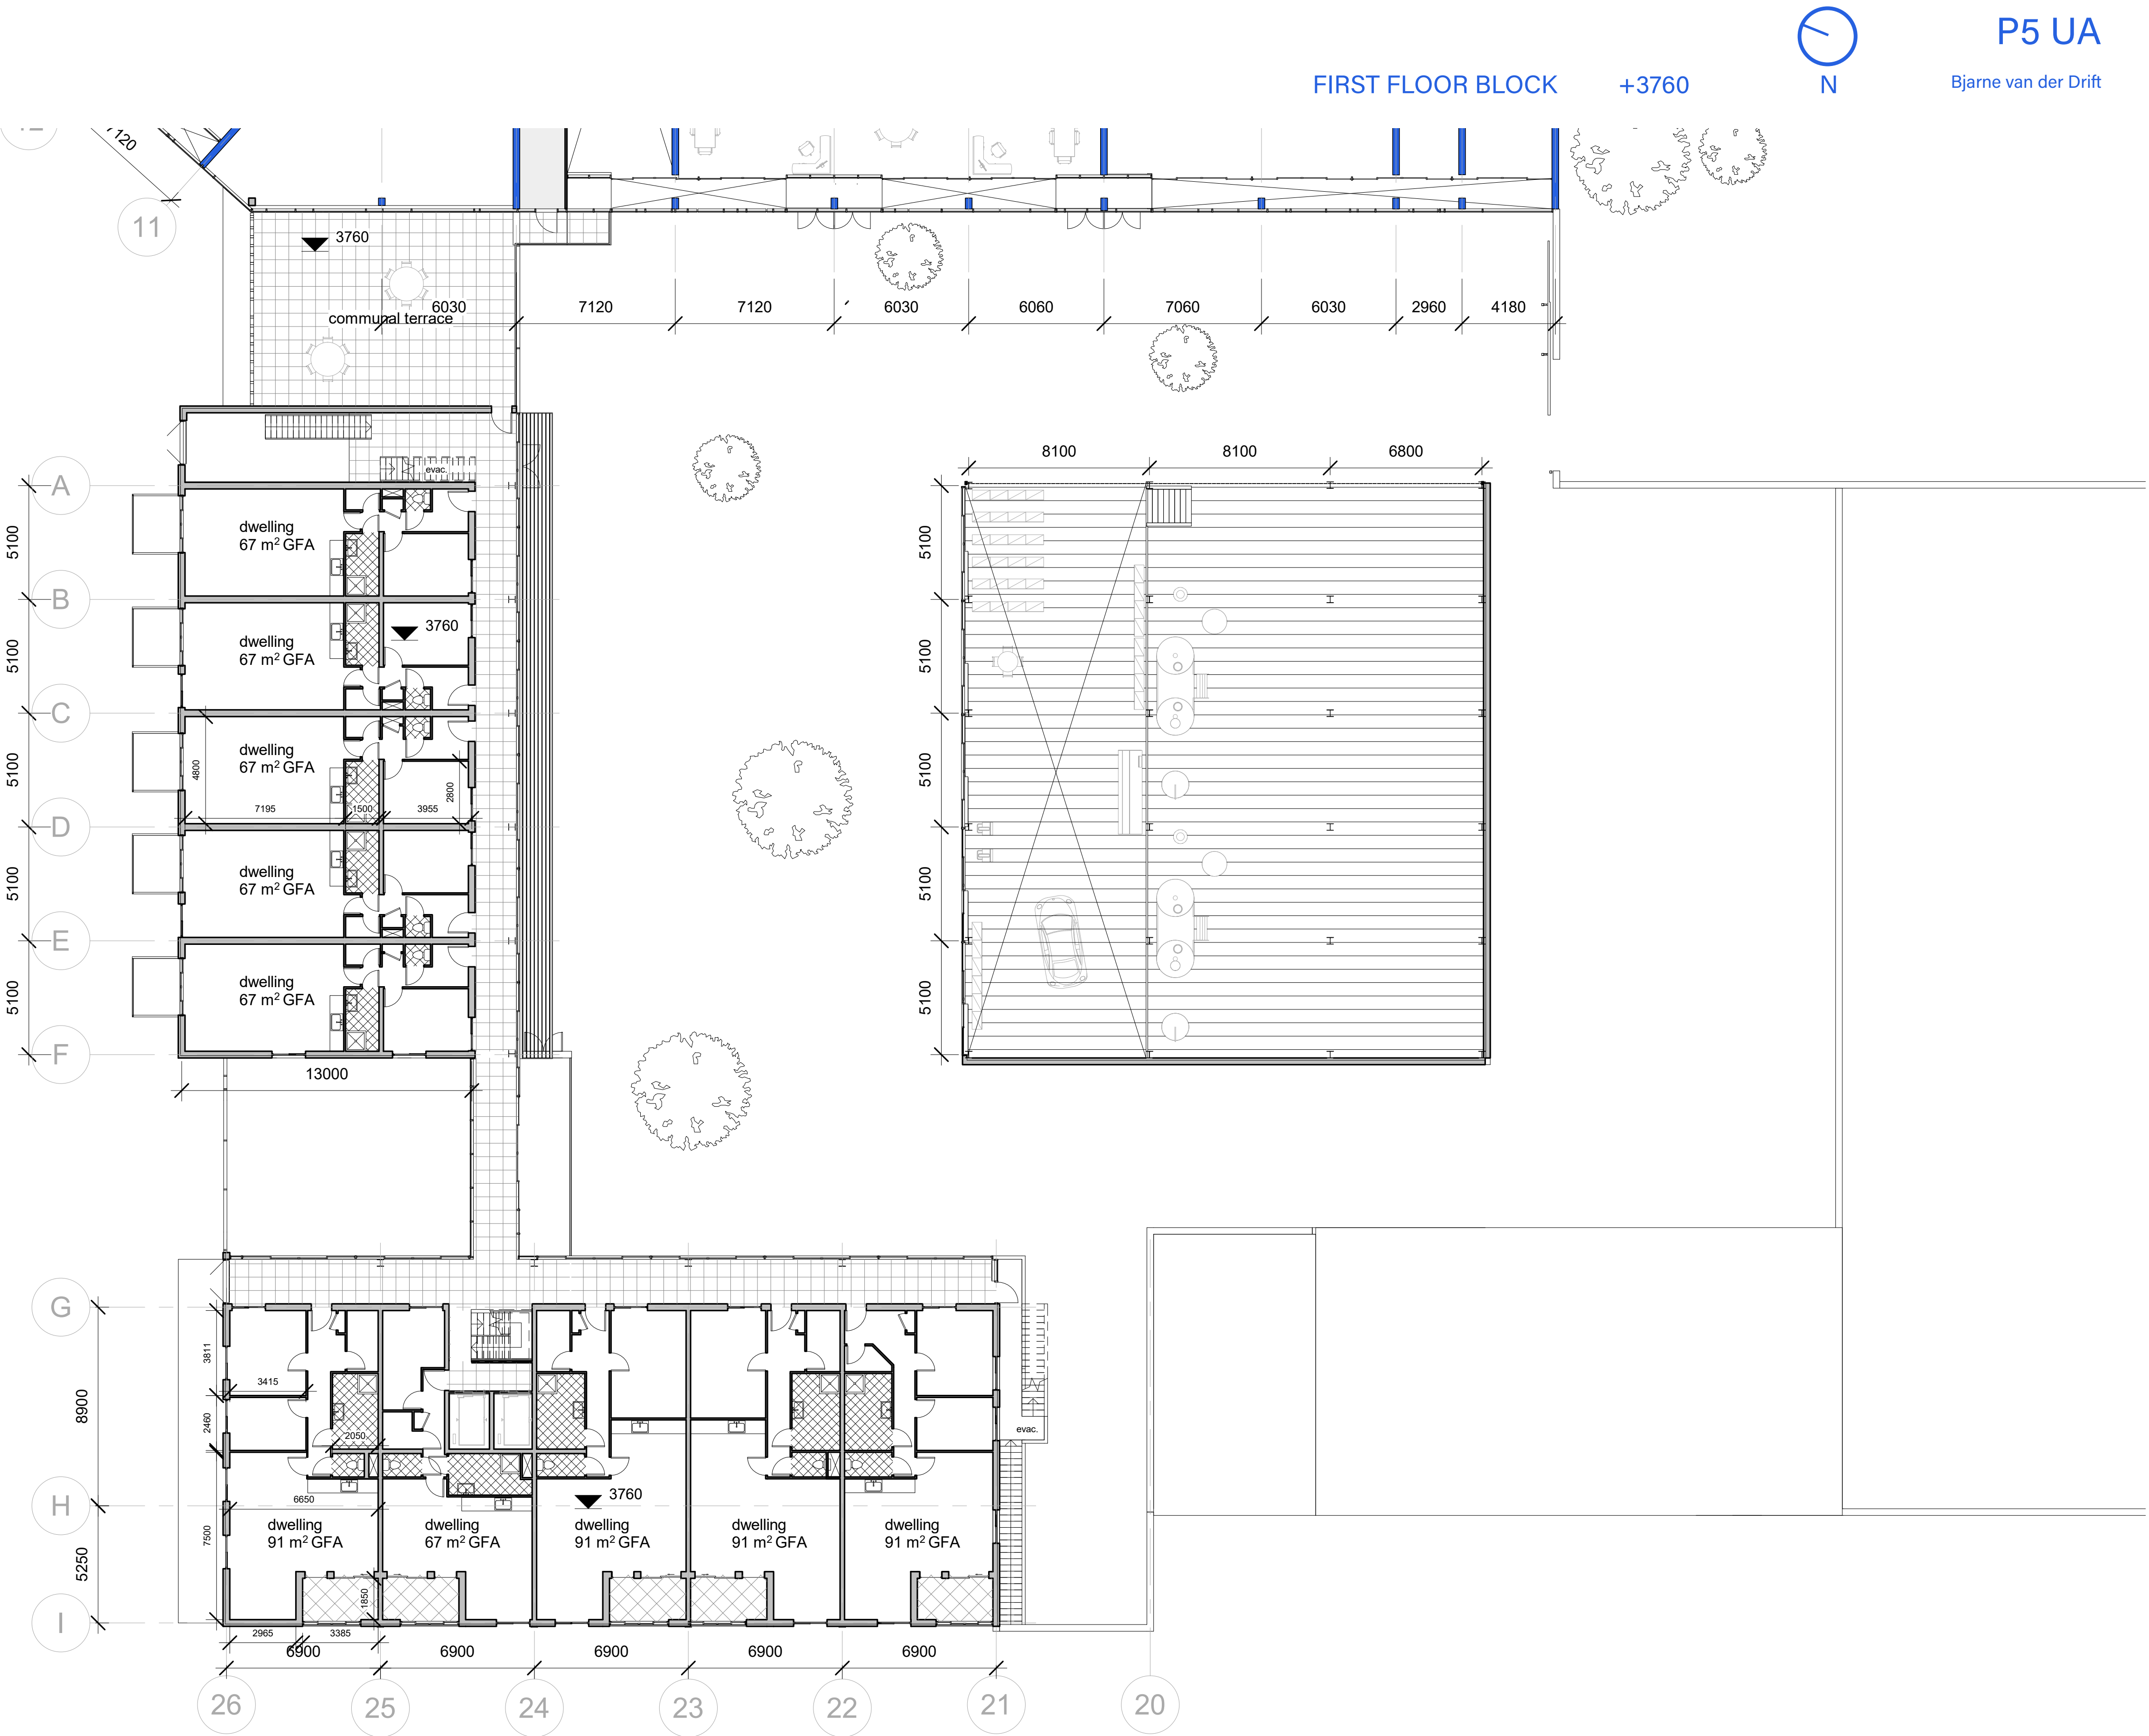 P5 UA
FIRST FLOOR BLOCK +3760 N Bjarne van der Drift
7120
11
3760
communal terrace
6030 7120 7120 6030 6060 7060 6030 2960 4180
8100 8100 6800
evac.
A
5100
dwelling
67 m² GFA
5100
B
5100
dwelling
67 m² GFA
3760
5100
C
5100
dwelling
67 m² GFA
4800
7195 1500 3955 2800
5100
D
5100
dwelling
67 m² GFA
5100
E
5100
dwelling
67 m² GFA
5100
F
13000
G
3811
3415
8900
2460
2050
evac.
H
6650
3760
7500
dwelling
91 m² GFA
dwelling
67 m² GFA
dwelling
91 m² GFA
dwelling
91 m² GFA
dwelling
91 m² GFA
5250
1850
I
2965 3385
6900 6900 6900 6900 6900
26 25 24 23 22 21 20